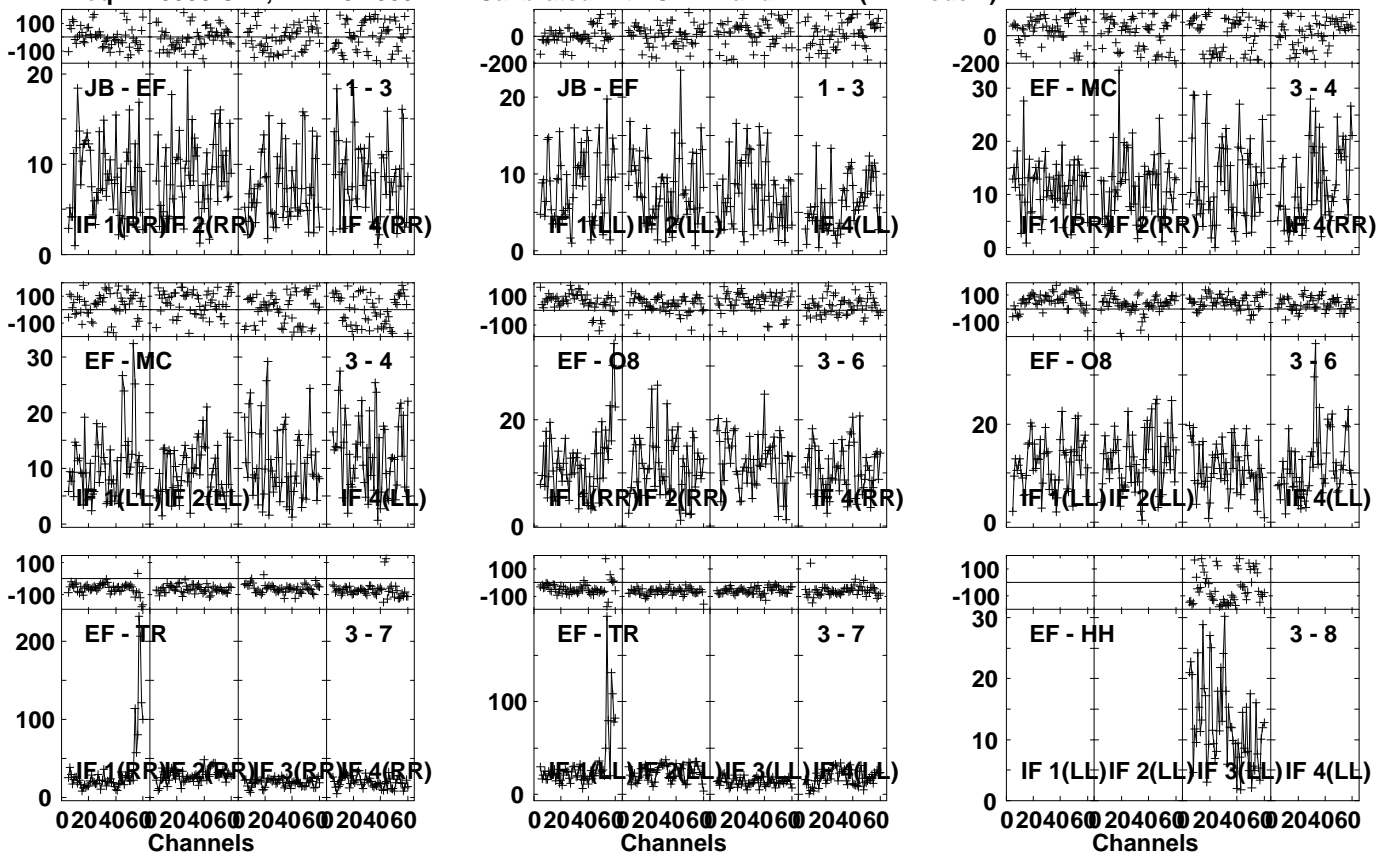 100
-100
20
10
0
JB - EF 1 - 3
IF 1(RR) IF 2(RR) IF 4(RR)
0
-200
20
10
0
JB - EF 1 - 3
IF 1(LL) IF 2(LL) IF 4(LL)
0
-200
30
20
10
0
EF - MC 3 - 4
IF 1(RR) IF 2(RR) IF 4(RR)
100
-100
30
20
10
0
EF - MC 3 - 4
IF 1(LL) IF 2(LL) IF 4(LL)
100
-100
20
0
EF - O8 3 - 6
IF 1(RR) IF 2(RR) IF 4(RR)
100
-100
20
0
EF - O8 3 - 6
IF 1(LL) IF 2(LL) IF 4(LL)
100
-100
200
100
0
EF - TR 3 - 7
IF 1(RR) IF 2(RR) IF 3(RR) IF 4(RR)
0204060 0204060 0204060 0204060
Channels
100
-100
100
0
EF - TR 3 - 7
IF 1(LL) IF 2(LL) IF 3(LL) IF 4(LL)
0204060 0204060 0204060 0204060
Channels
100
-100
30
20
10
0
EF - HH 3 - 8
IF 1(LL) IF 2(LL) IF 3(LL) IF 4(LL)
0204060 0204060 0204060 0204060
Channels